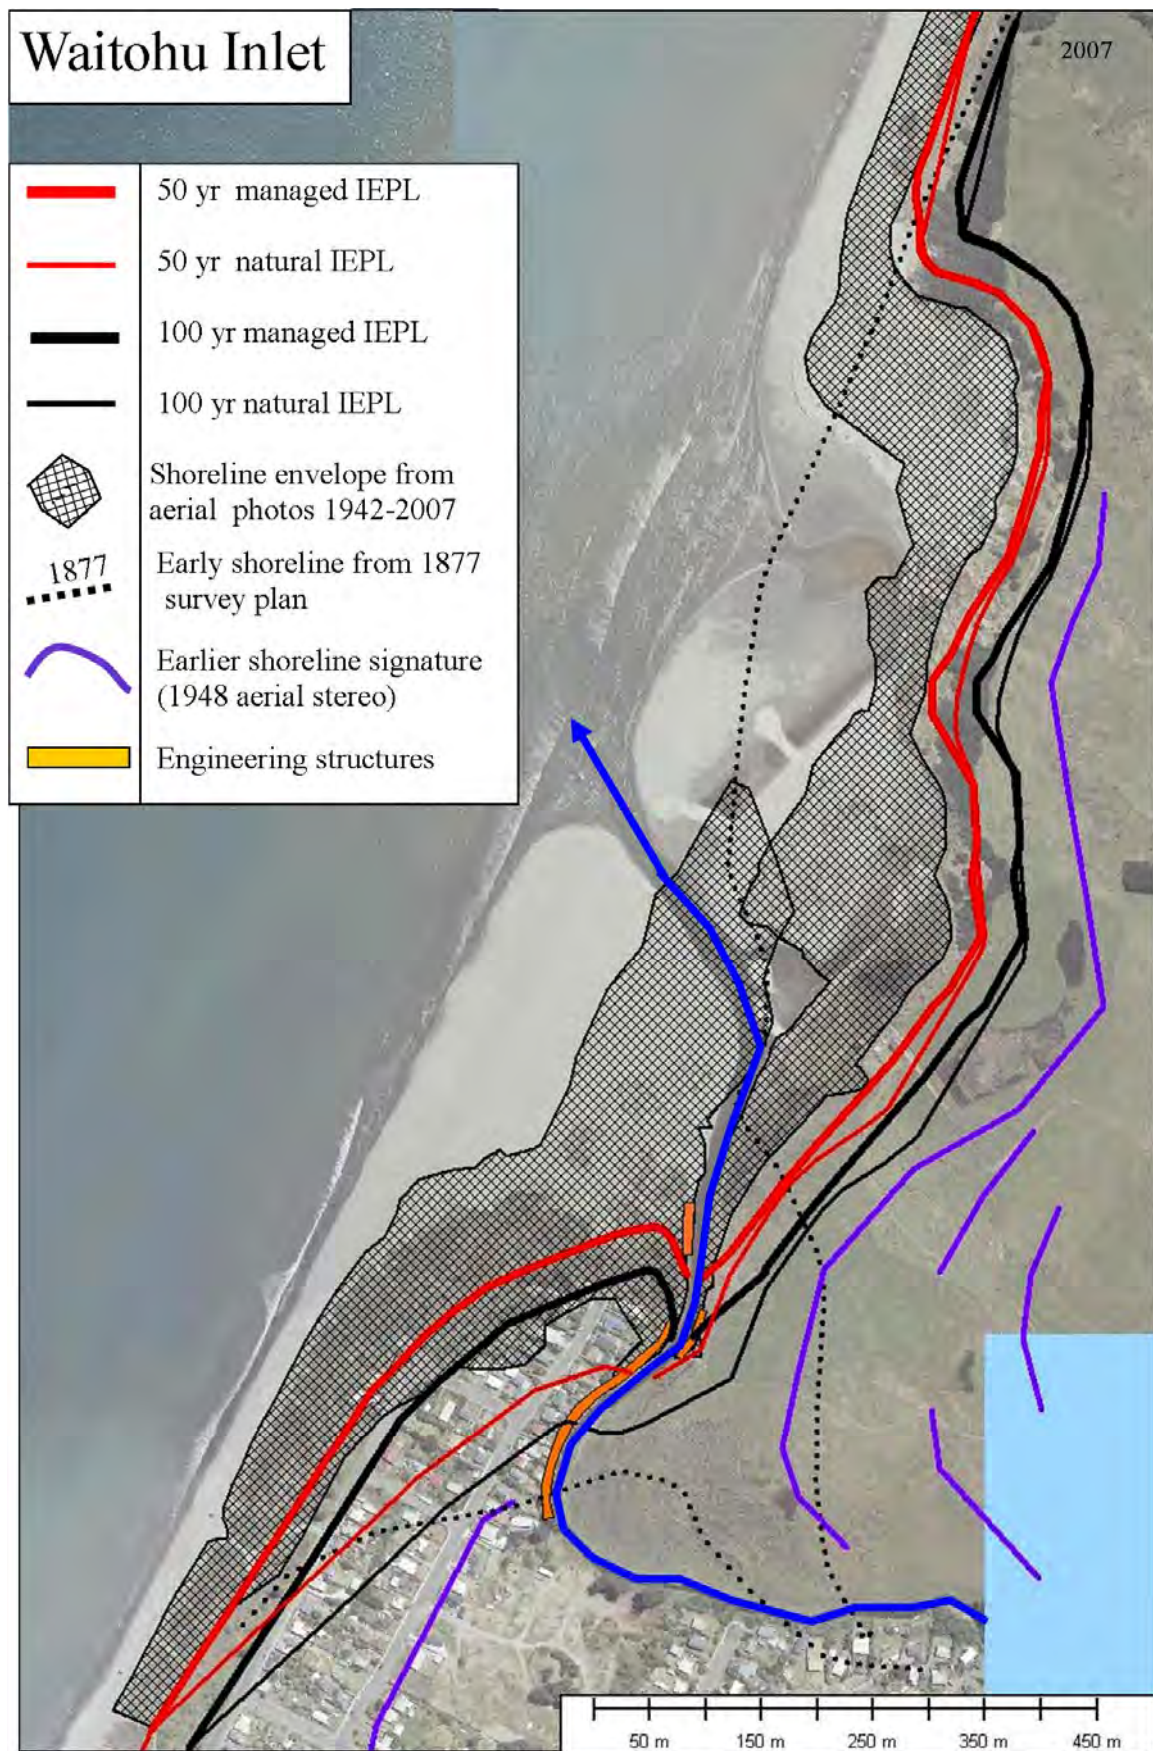 Waitohu Inlet
2007
50 yr managed IEPL
50 yr natural IEPL
100 yr managed IEPL
100 yr natural IEPL
Shoreline envelope from
aerial photos 1942-2007
1877
Early shoreline from 1877
survey plan
Earlier shoreline signature
(1948 aerial stereo)
Engineering structures
50 m 150 m 250 m 350 m 450 m